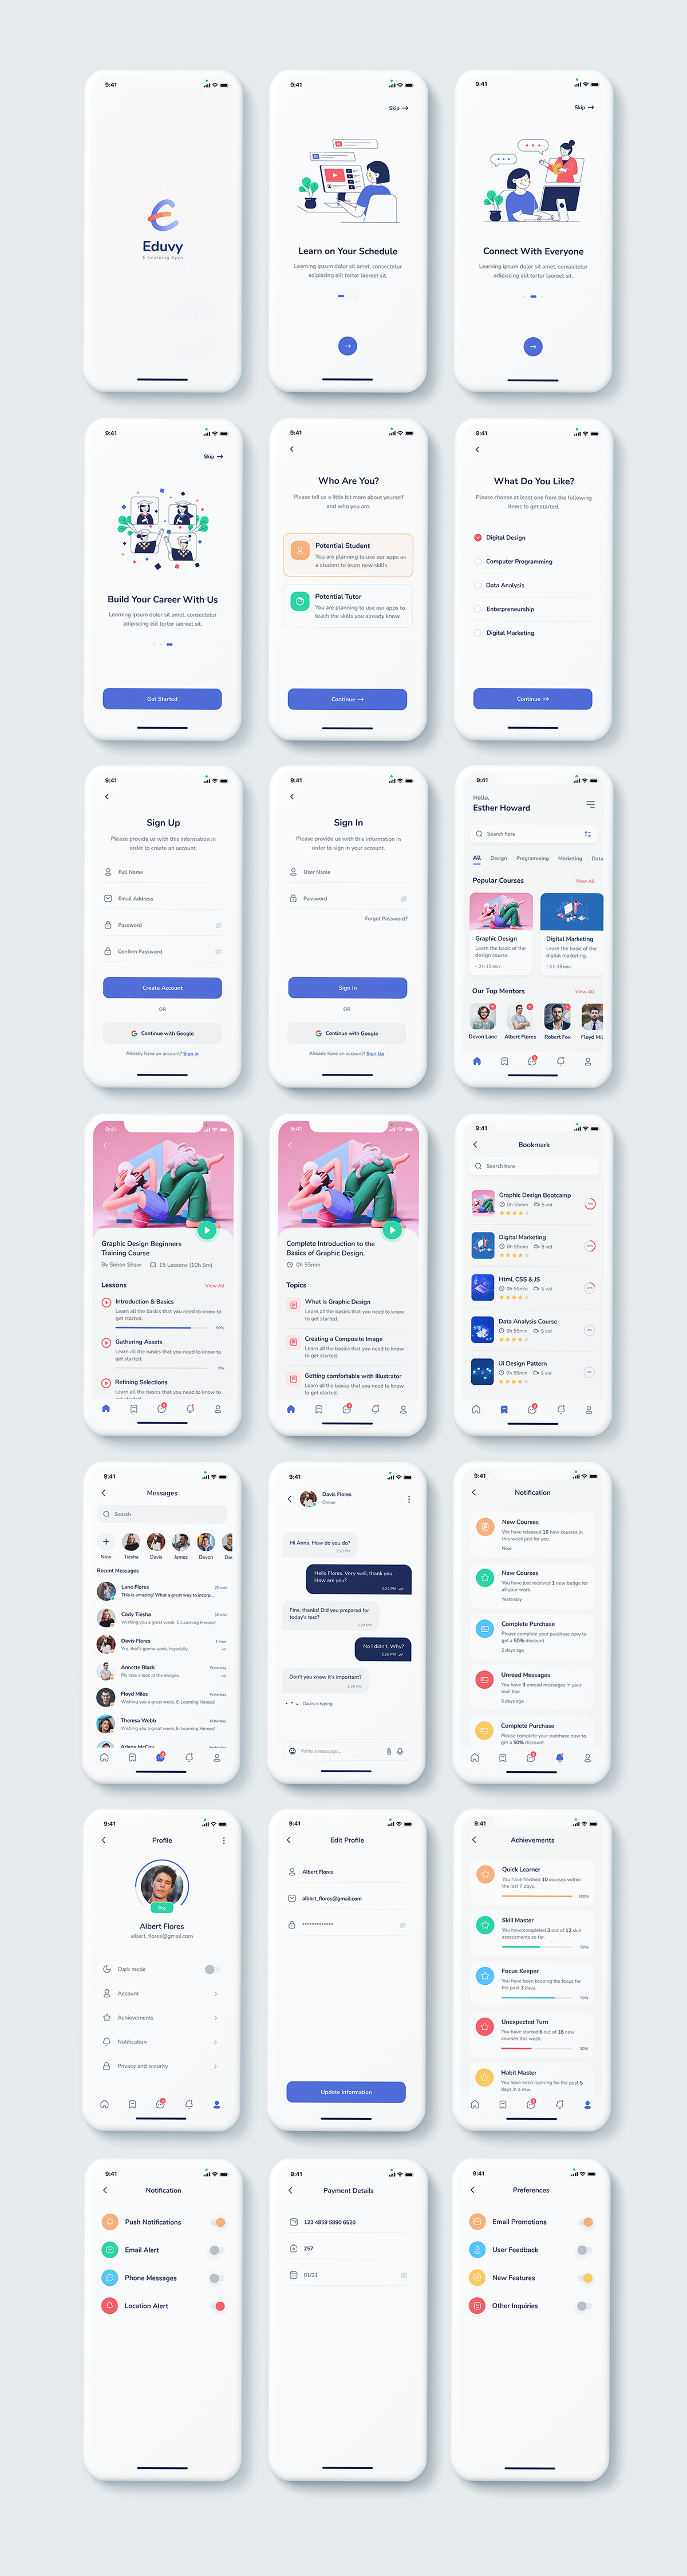 9:41
Eduvy
E-Learning Apps
9:41
Skip →
Learn on Your Schedule
Learning ipsum dolor sit amet, consectetur
adipiscing elit tortor laoreet sit.
9:41
Skip →
Connect With Everyone
Learning ipsum dolor sit amet, consectetur
adipiscing elit tortor laoreet sit.
9:41
Skip →
Build Your Career With Us
Learning ipsum dolor sit amet, consectetur
adipiscing elit tortor laoreet sit.
Get Started
9:41
Who Are You?
Please tell us a little bit more about yourself
and who you are.
Potential Student
You are planning to use our apps as
a student to learn new skills.
Potential Tutor
You are planning to use our apps to
teach the skills you already know.
Continue →
9:41
What Do You Like?
Please choose at least one from the following
items to get started.
Digital Design
Computer Programming
Data Analysis
Enterpreneurship
Digital Marketing
Continue →
9:41
Sign Up
Please provide us with this information in
order to create an account.
Full Name
Email Address
Password
Confirm Password
Create Account
OR
Continue with Google
Already have an account? Sign in
9:41
Sign In
Please provide us with this information in
order to sign in your account.
User Name
Password
Forgot Password?
Sign In
OR
Continue with Google
Already have an account? Sign Up
9:41
Hello,
Esther Howard
Search here
All Design Programming Marketing Data
Popular Courses View All
Graphic Design
Learn the basic of the
design course.
- 3 h 15 min
Digital Marketing
Learn the basic of the
digital marketing.
- 3 h 15 min
Our Top Mentors View All
Devon Lane Albert Flores Robert Fox Floyd Mil
9:41
Graphic Design Beginners
Training Course
By Simon Shaw 15 Lessons (10h 5m)
Lessons View All
Introduction & Basics
Learn all the basics that you need to know to
get started.
90%
Gathering Assets
Learn all the basics that you need to know to
get started.
0%
Refining Selections
Learn all the basics that you need to know to
get started.
9:41
Complete Introduction to the
Basics of Graphic Design.
0h 55min
Topics
What is Graphic Design
Learn all the basics that you need to know
to get started.
Creating a Composite Image
Learn all the basics that you need to know
to get started.
Getting comfortable with Illustrator
Learn all the basics that you need to know
to get started.
9:41
Bookmark
Search here
Graphic Design Bootcamp
0h 55min 5 vid
Digital Marketing
0h 55min 5 vid
Html, CSS & JS
0h 55min 5 vid
Data Analysis Course
0h 55min 5 vid
Ui Design Pattern
0h 55min 5 vid
9:41
Messages
Search
New Tiesha Davis James Devon Dav
Recent Messages
Lane Flores 20 min
This is amazing! What a great way to incorp...
Cody Tiesha 30 min
Wishing you a great week, E-Learning Heroes!
Davis Flores 1 hour
Yes, that's gonna work, hopefully.
Annette Black Yesterday
Pls take a look at the images.
Floyd Miles Yesterday
Wishing you a great week, E-Learning Heroes!
Theresa Webb Yesterday
Wishing you a great week, E-Learning Heroes!
Arlene McCoy Yesterday
9:41
Davis Flores
Online
Hi Anna. How do you do?
Hello Flores. Very well, thank you.
How are you?
Fine, thanks! Did you prepared for
today's test?
No I didn't. Why?
Don't you know it's important?
Davis is typing
Write a message...
9:41
Notification
New Courses
We have released 10 new courses in
this week just for you.
Now
New Courses
You have just received 1 new badge for
all your work.
Yesterday
Complete Purchase
Please complete your purchase now to
get a 50% discount.
2 days ago
Unread Messages
You have 3 unread messages in your
mail box.
5 days ago
Complete Purchase
Please complete your purchase now to
get a 50% discount.
9:41
Profile
Pro
Albert Flores
albert_flores@gmail.com
Dark mode
Account
Achievements
Notification
Privacy and security
9:41
Edit Profile
Albert Flores
albert_flores@gmail.com
*************
Update Information
9:41
Achievements
Quick Learner
You have finished 10 courses within
the last 7 days.
100%
Skill Master
You have completed 3 out of 12 skill
assessments so far.
Focus Keeper
You have been keeping the focus for
the past 3 days.
70%
Unexpected Turn
You have started 6 out of 18 new
courses this week.
30%
Habit Master
You have been learning for the past 5
days in a row.
9:41
Notification
Push Notifications
Email Alert
Phone Messages
Location Alert
9:41
Payment Details
123 4859 5890 6520
257
01/21
9:41
Preferences
Email Promotions
User Feedback
New Features
Other Inquiries